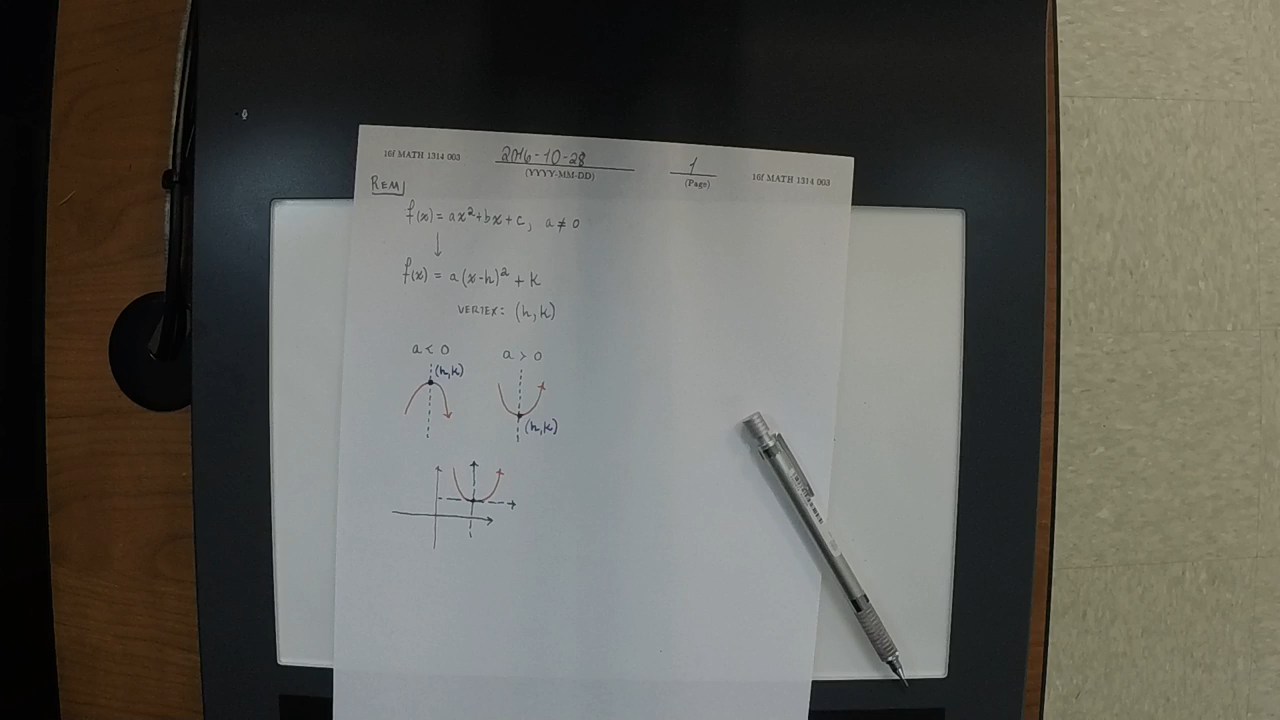 16f MATH 1314 003 2016-10-28 1 16f MATH 1314 003
(YYYY-MM-DD) (Page)
REM
f(x) = ax²+bx+c, a ≠ 0
↓
f(x) = a(x-h)² + k
VERTEX: (h, k)
a < 0 a > 0
(h,k)
(h,k)